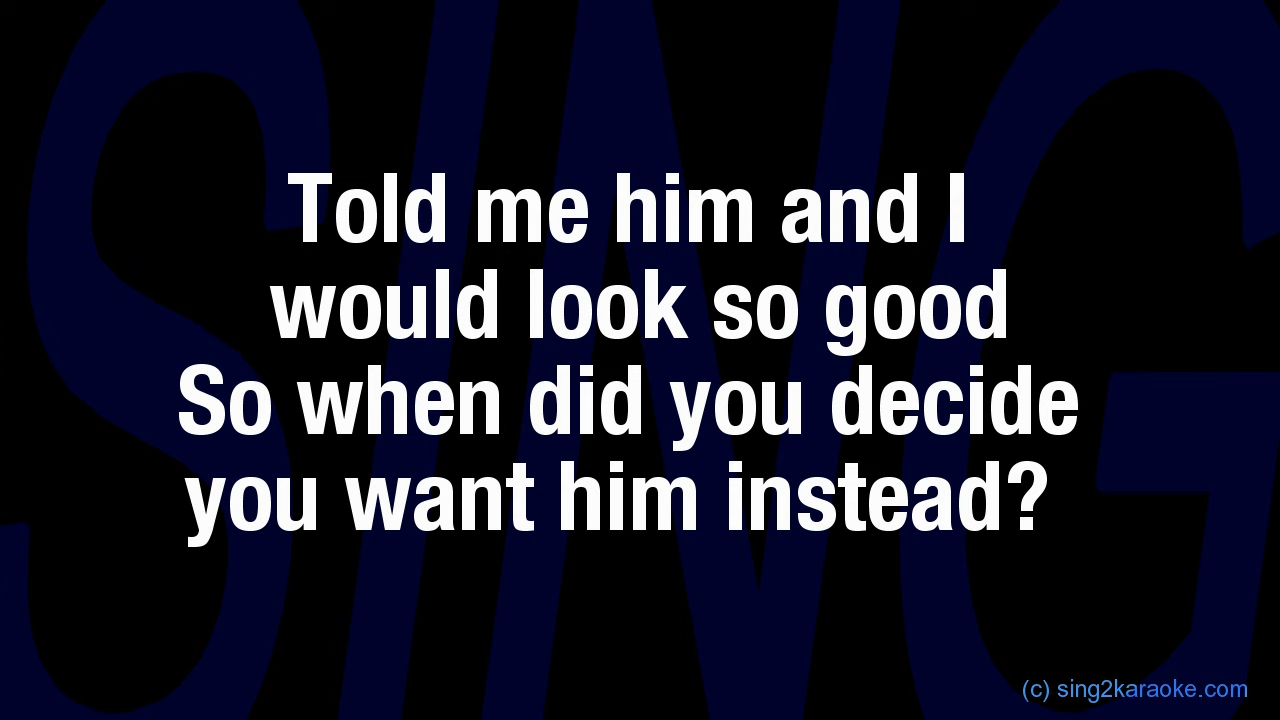 SING
Told me him and I
would look so good
So when did you decide
you want him instead?
(c) sing2karaoke.com